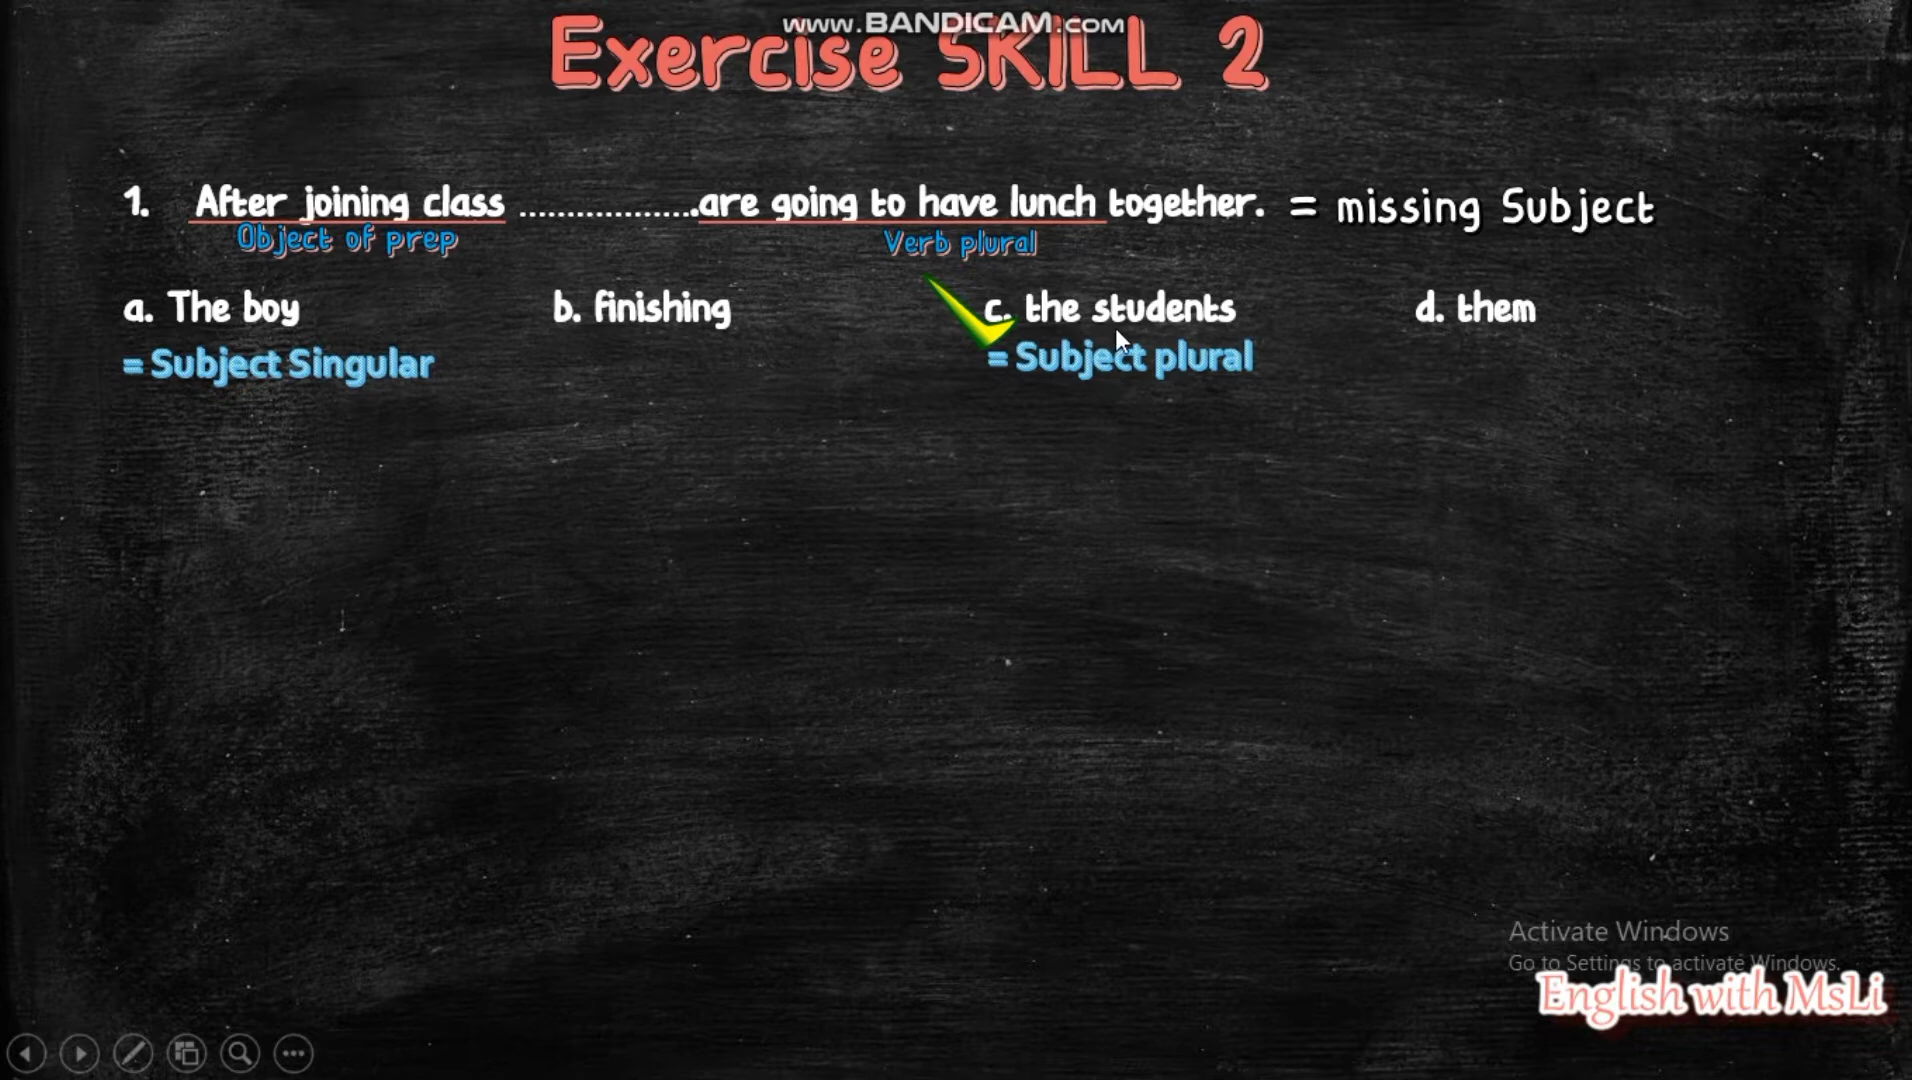 www.BANDICAM.com
Exercise SKILL 2
1. After joining class ..................are going to have lunch together. = missing Subject
Object of prep Verb plural
a. The boy b. finishing c. the students d. them
= Subject Singular = Subject plural
Activate Windows
Go to Settings to activate Windows.
English with MsLi